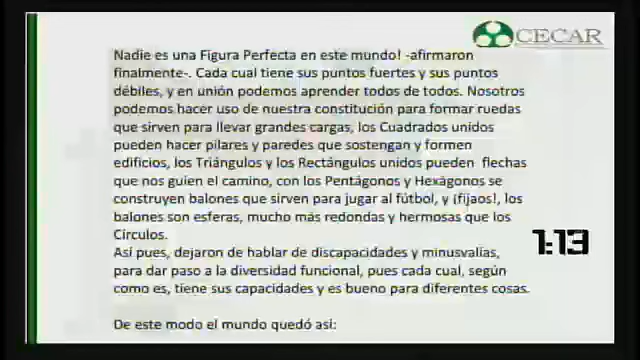 CECAR
Nadie es una Figura Perfecta en este mundo! -afirmaron
finalmente-. Cada cual tiene sus puntos fuertes y sus puntos
débiles, y en unión podemos aprender todos de todos. Nosotros
podemos hacer uso de nuestra constitución para formar ruedas
que sirven para llevar grandes cargas, los Cuadrados unidos
pueden hacer pilares y paredes que sostengan y formen
edificios, los Triángulos y los Rectángulos unidos pueden flechas
que nos guíen el camino, con los Pentágonos y Hexágonos se
construyen balones que sirven para jugar al fútbol, y ¡fijaos!, los
balones son esferas, mucho más redondas y hermosas que los
Círculos.
1:13
Así pues, dejaron de hablar de discapacidades y minusvalías,
para dar paso a la diversidad funcional, pues cada cual, según
como es, tiene sus capacidades y es bueno para diferentes cosas.
De este modo el mundo quedó así: